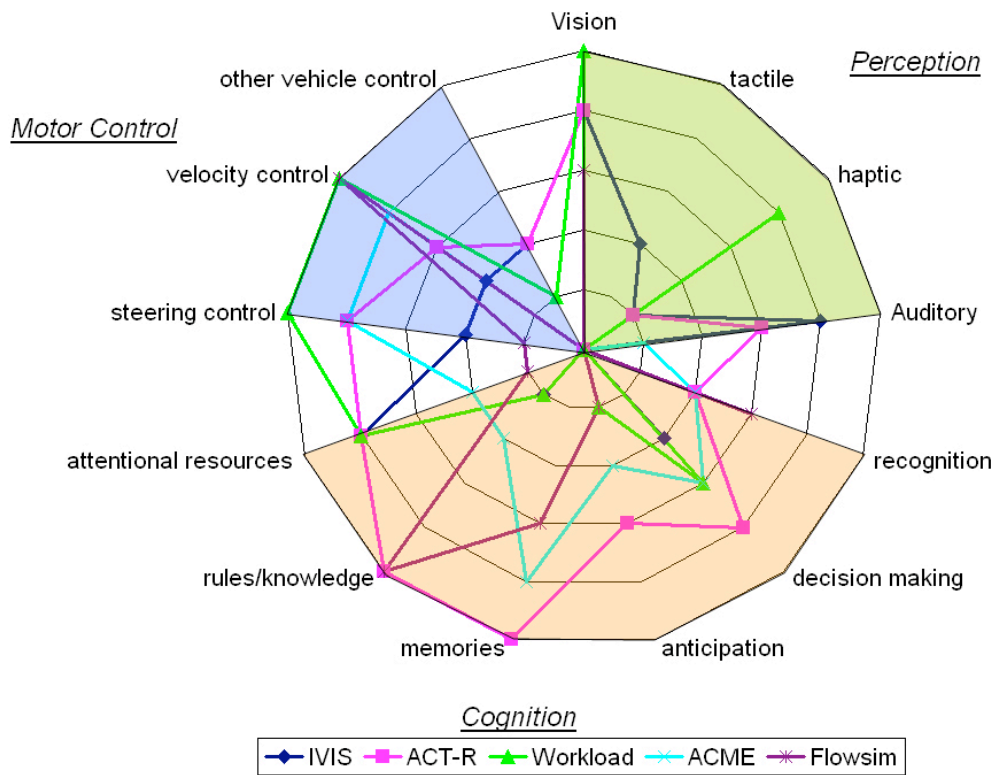 Vision
other vehicle control
tactile
Perception
Motor Control
velocity control
haptic
steering control
Auditory
attentional resources
recognition
rules/knowledge
decision making
memories
anticipation
Cognition
IVIS ACT-R Workload ACME Flowsim